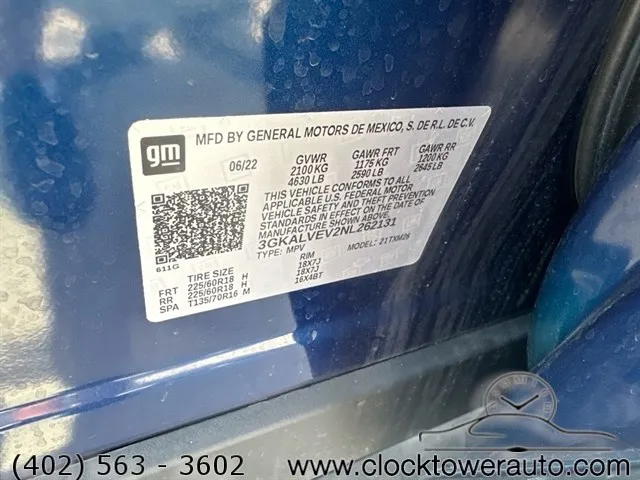 gm
MFD BY GENERAL MOTORS DE MEXICO, S. DE R.L. DE C.V.
06/22 GVWR GAWR FRT GAWR RR
2100 KG 1175 KG 1200 KG
4630 LB 2590 LB 2645 LB
THIS VEHICLE CONFORMS TO ALL
APPLICABLE U.S. FEDERAL MOTOR
VEHICLE SAFETY AND THEFT PREVENTION
STANDARDS IN EFFECT ON THE DATE OF
MANUFACTURE SHOWN ABOVE.
3GKALVEV2NL262131
TYPE: MPV MODEL: 21TXM26
611G
TIRE SIZE RIM
FRT 225/60R18 H 18X7J
RR 225/60R18 H 18X7J
SPA T135/70R16 M 16X4BT
(402) 563 - 3602 www.clocktowerauto.com